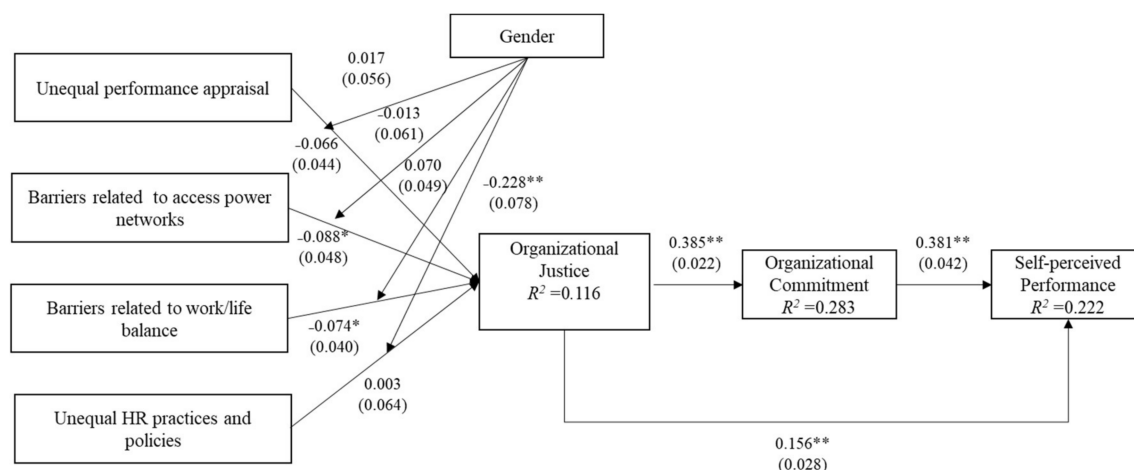 Gender
Unequal performance appraisal
0.017
(0.056)
−0.013
(0.061)
−0.066
(0.044)
0.070
(0.049)
−0.228**
(0.078)
Barriers related to access power
networks
−0.088*
(0.048)
Organizational
Justice
R² =0.116
0.385**
(0.022)
Organizational
Commitment
R² =0.283
0.381**
(0.042)
Self-perceived
Performance
R² =0.222
Barriers related to work/life
balance
−0.074*
(0.040)
0.003
(0.064)
Unequal HR practices and
policies
0.156**
(0.028)